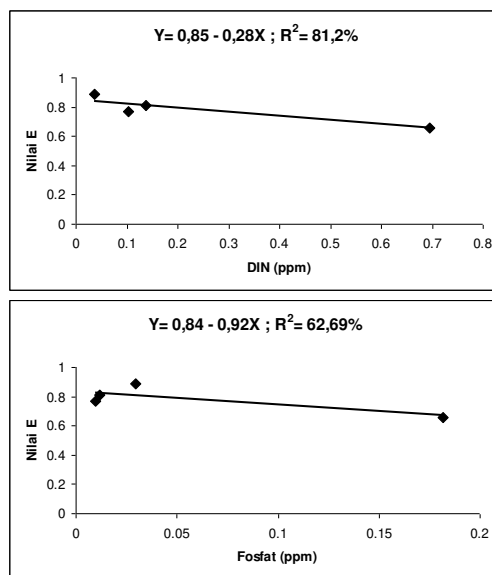 Y= 0,85 - 0,28X ; R²= 81,2%
1
0.8
0.6
0.4
0.2
0
Nilai E
0 0.1 0.2 0.3 0.4 0.5 0.6 0.7 0.8
DIN (ppm)
Y= 0,84 - 0,92X ; R²= 62,69%
1
0.8
0.6
0.4
0.2
0
Nilai E
0 0.05 0.1 0.15 0.2
Fosfat (ppm)